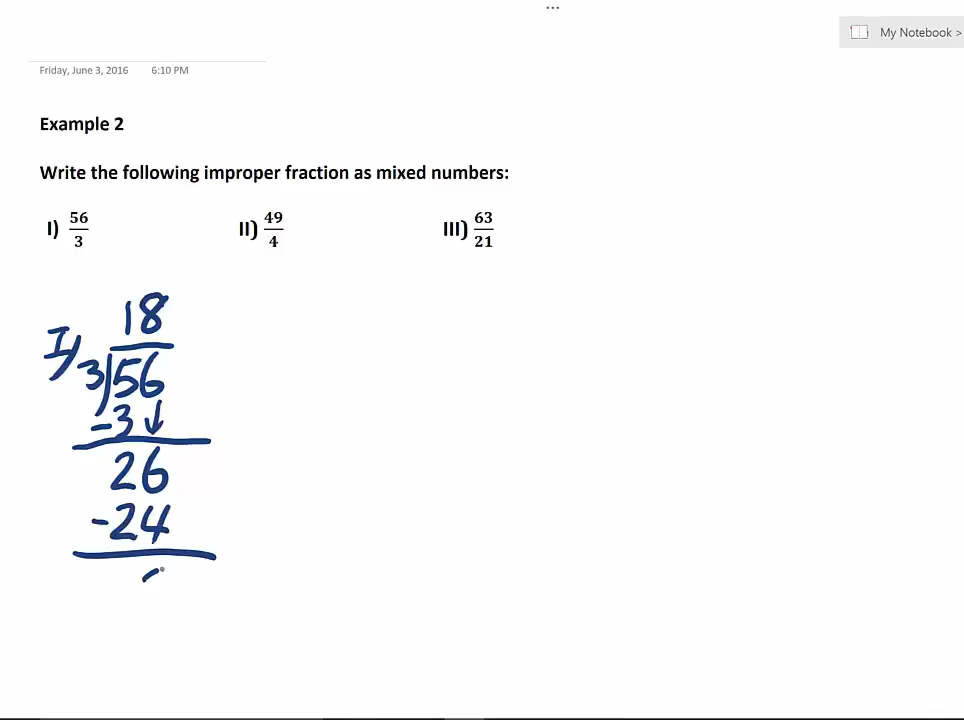 ...
My Notebook >
Friday, June 3, 2016 6:10 PM
Example 2
Write the following improper fraction as mixed numbers:
I) 56/3 II) 49/4 III) 63/21
18
I) 3)56
-3↓
26
-24